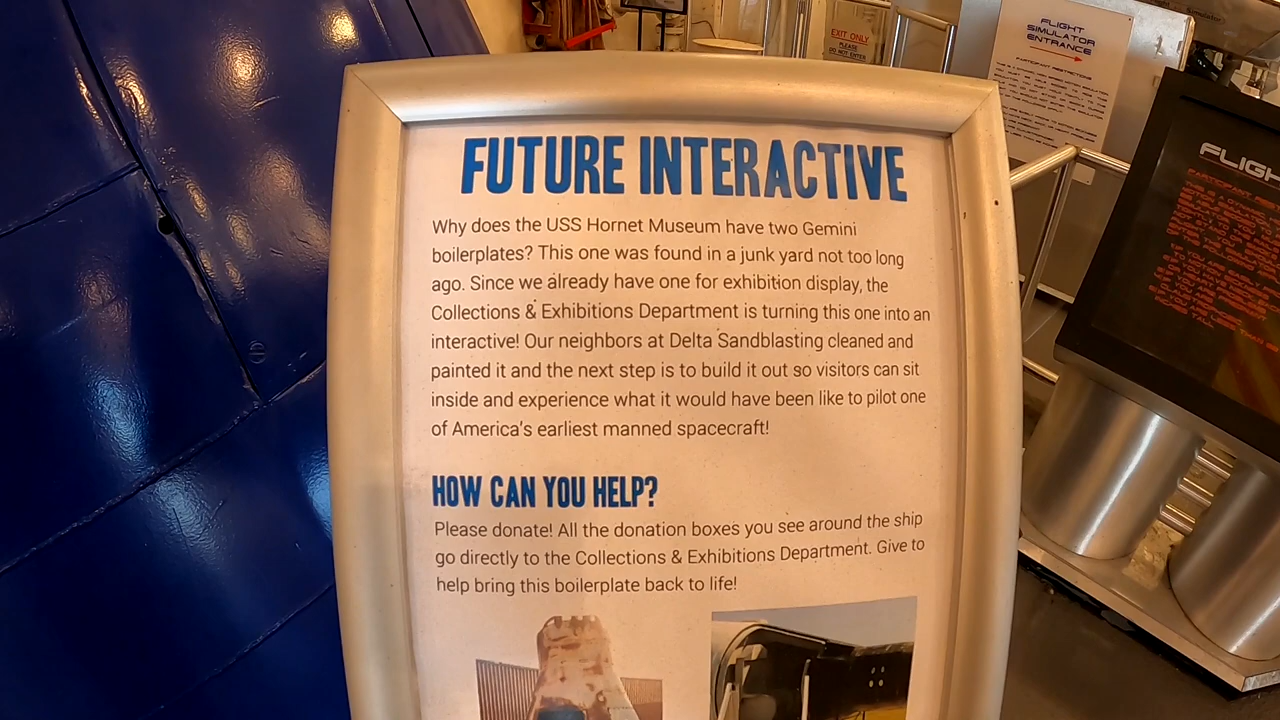 FUTURE INTERACTIVE
Why does the USS Hornet Museum have two Gemini
boilerplates? This one was found in a junk yard not too long
ago. Since we already have one for exhibition display, the
Collections & Exhibitions Department is turning this one into an
interactive! Our neighbors at Delta Sandblasting cleaned and
painted it and the next step is to build it out so visitors can sit
inside and experience what it would have been like to pilot one
of America's earliest manned spacecraft!
HOW CAN YOU HELP?
Please donate! All the donation boxes you see around the ship
go directly to the Collections & Exhibitions Department. Give to
help bring this boilerplate back to life!
EXIT ONLY
PLEASE
DO NOT ENTER
FLIGHT
SIMULATOR
ENTRANCE
PARTICIPANT RESTRICTIONS